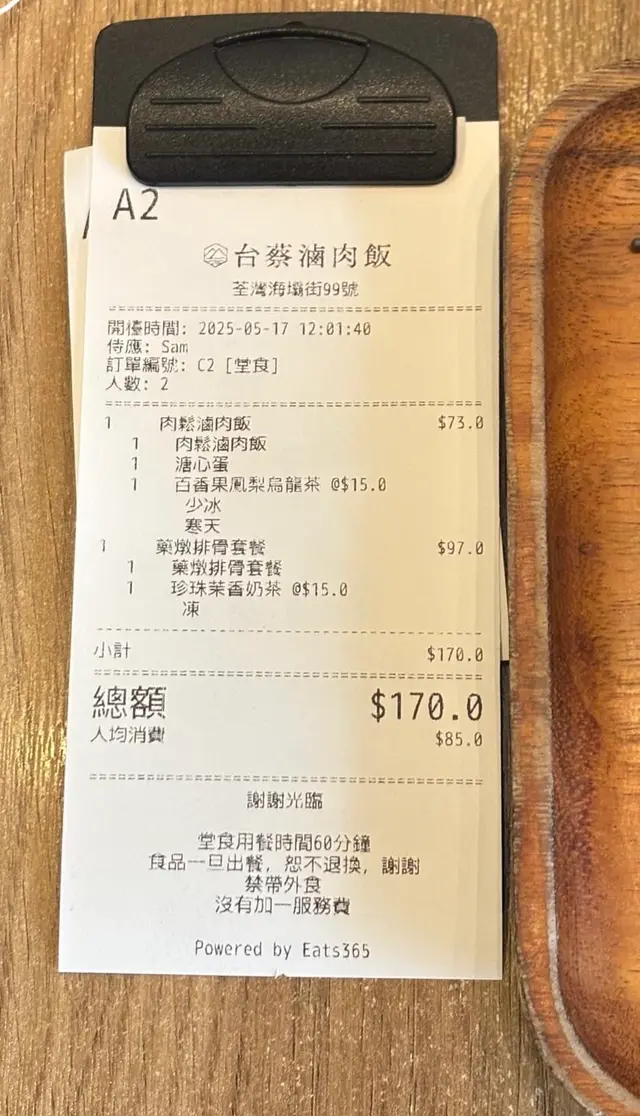 A2
台蔡滷肉飯
荃灣海壩街99號
開檯時間: 2025-05-17 12:01:40
侍應: Sam
訂單編號: C2 [堂食]
人數: 2
1 肉鬆滷肉飯 $73.0
1 肉鬆滷肉飯
1 溏心蛋
1 百香果鳳梨烏龍茶 @$15.0
少冰
寒天
1 藥燉排骨套餐 $97.0
1 藥燉排骨套餐
1 珍珠茉香奶茶 @$15.0
凍
小計 $170.0
總額 $170.0
人均消費 $85.0
謝謝光臨
堂食用餐時間60分鐘
食品一旦出餐, 恕不退換, 謝謝
禁帶外食
沒有加一服務費
Powered by Eats365